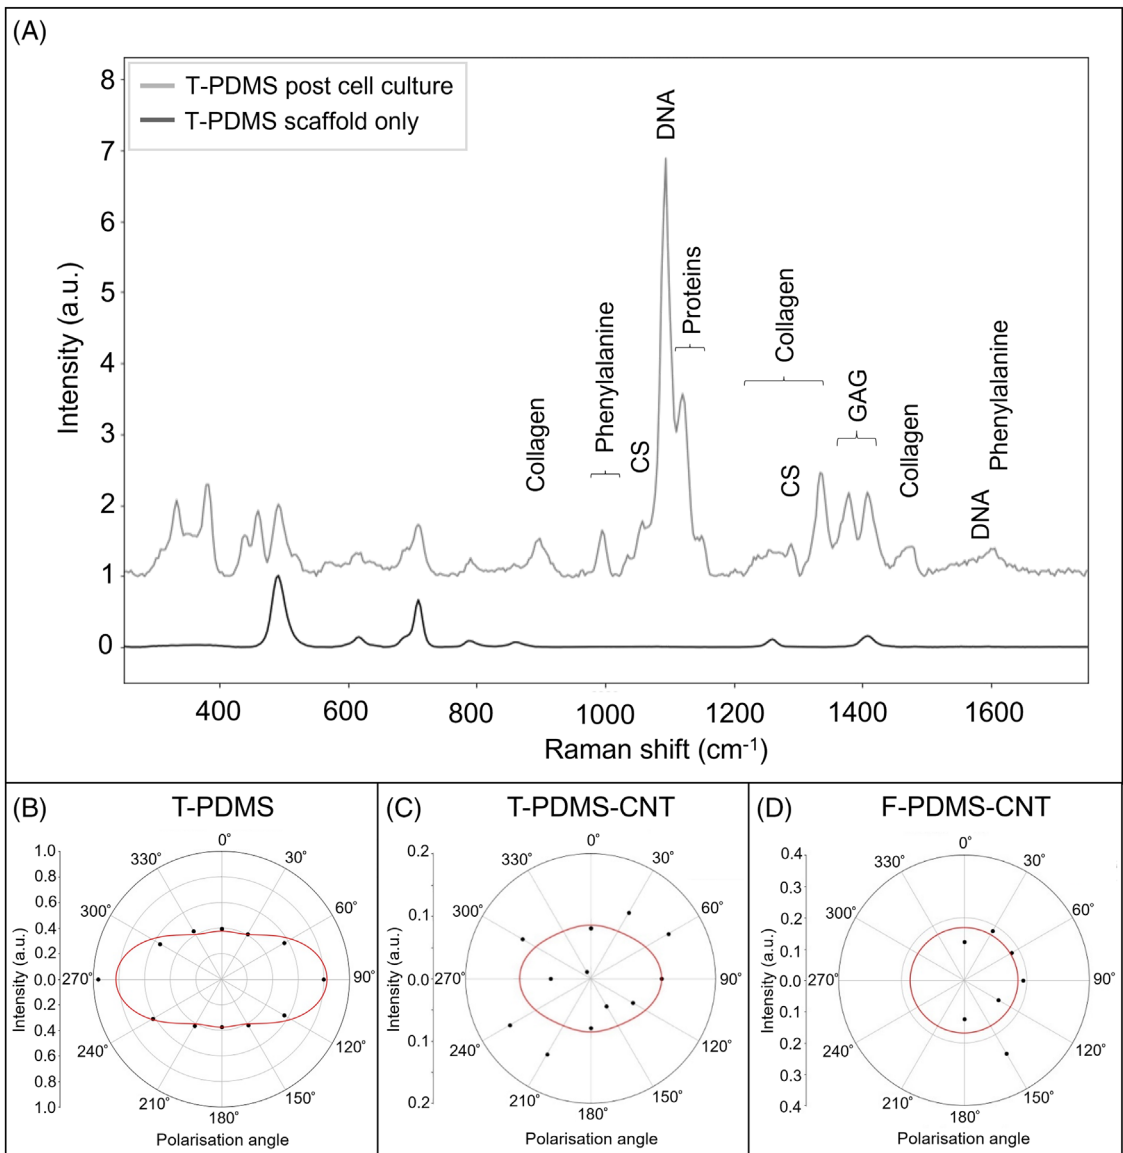 (A)
T-PDMS post cell culture
T-PDMS scaffold only
8
7
6
5
4
3
2
1
0
Intensity (a.u.)
Collagen
Phenylalanine
CS
DNA
Proteins
Collagen
CS
GAG
Collagen
DNA
Phenylalanine
400 600 800 1000 1200 1400 1600
Raman shift (cm-1)
(B) T-PDMS
1.0
0.8
0.6
0.4
0.2
0.0
0.2
0.4
0.6
0.8
1.0
Intensity (a.u.)
0°
30°
60°
90°
120°
150°
180°
210°
240°
270°
300°
330°
Polarisation angle
(C) T-PDMS-CNT
0.2
0.1
0.0
0.1
0.2
Intensity (a.u.)
0°
30°
60°
90°
120°
150°
180°
210°
240°
270°
300°
330°
Polarisation angle
(D) F-PDMS-CNT
0.4
0.3
0.2
0.1
0.0
0.1
0.2
0.3
0.4
Intensity (a.u.)
0°
30°
60°
90°
120°
150°
180°
210°
240°
270°
300°
330°
Polarisation angle